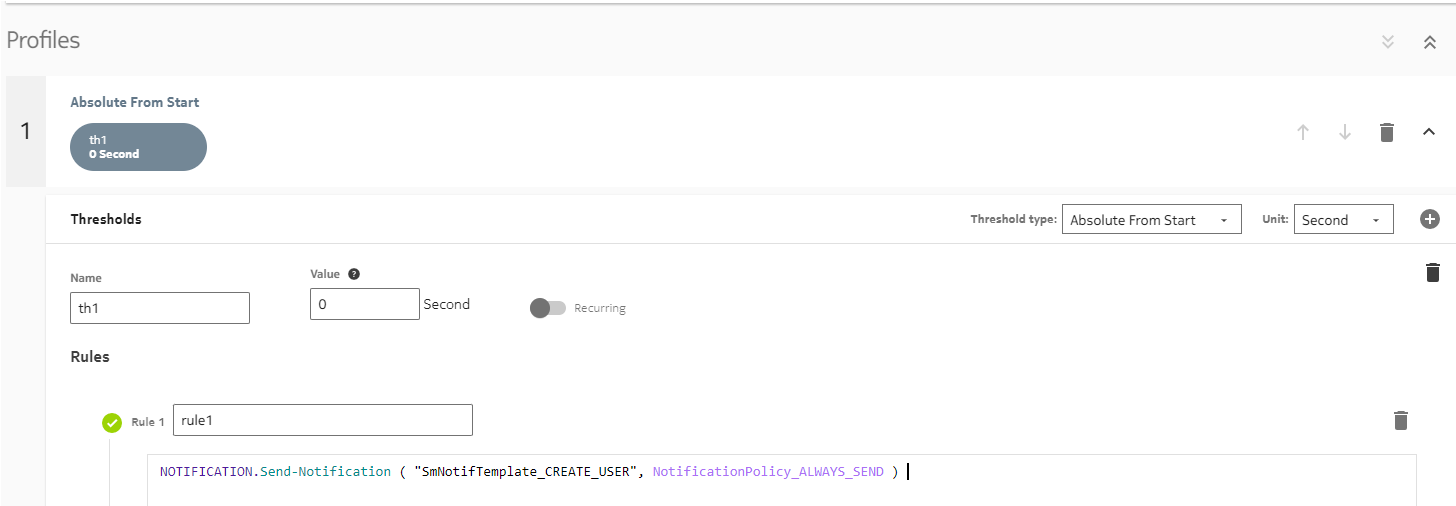 Profiles
1
Absolute From Start
th1
0 Second
Thresholds
Threshold type: Absolute From Start
Unit: Second
Name
Value ?
th1
0 Second
Recurring
Rules
Rule 1 rule1
NOTIFICATION.Send-Notification ( "SmNotifTemplate_CREATE_USER", NotificationPolicy_ALWAYS_SEND )